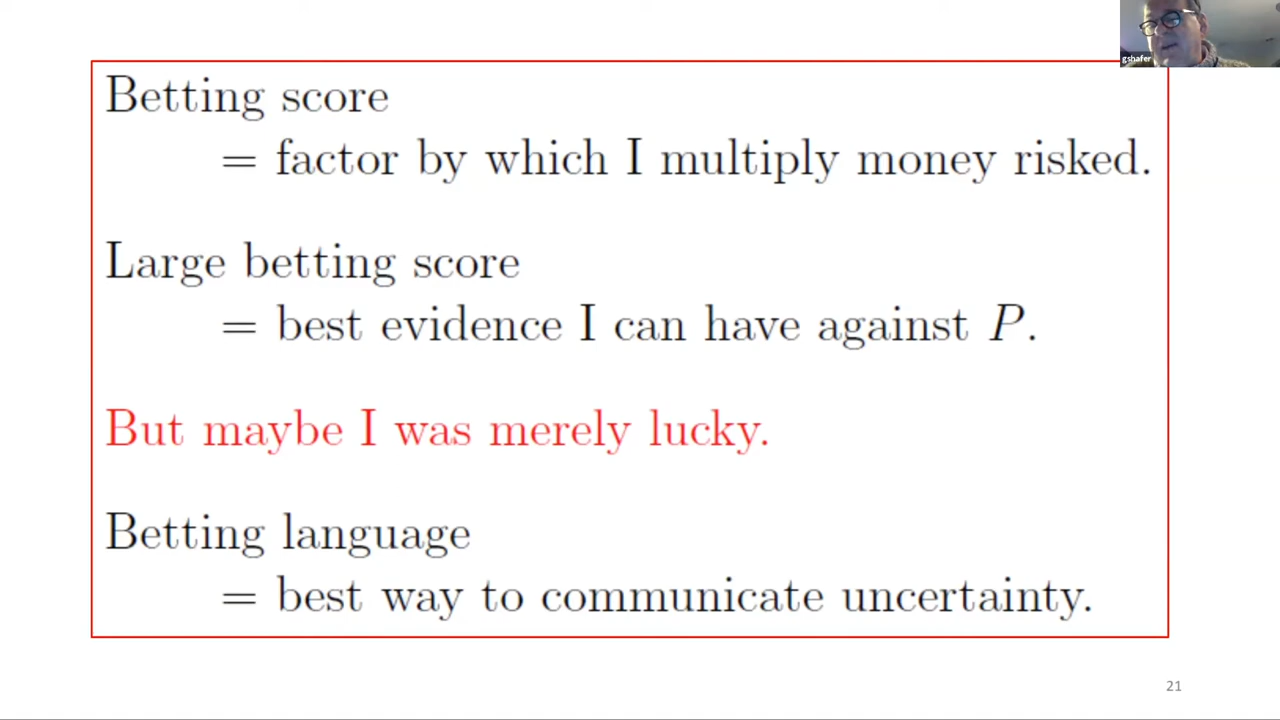 gshafer
Betting score
= factor by which I multiply money risked.
Large betting score
= best evidence I can have against P.
But maybe I was merely lucky.
Betting language
= best way to communicate uncertainty.
21